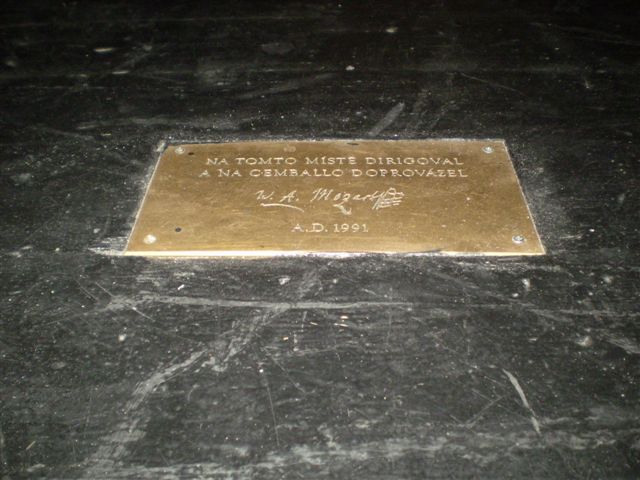 NA TOMTO MÍSTĚ DIRIGOVAL
A NA CEMBALLO DOPROVÁZEL
W. A. Mozart
A.D. 1991